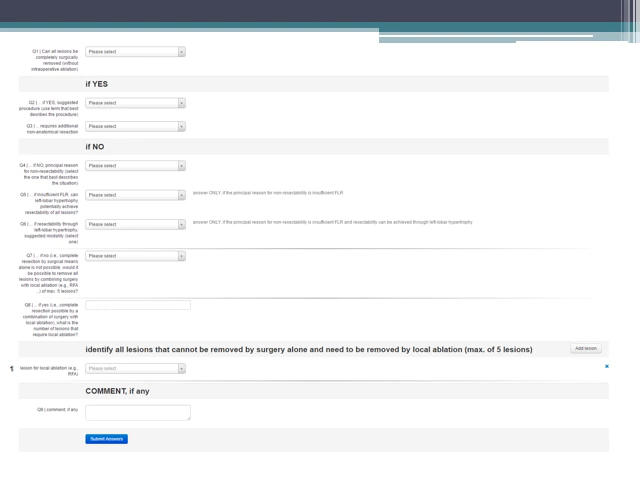 Q1 | Can all lesions be
completely surgically
removed (without
intraoperative ablation)
Please select
if YES
Q2 | ... if YES, suggested
procedure (use term that best
desribes the procedure)
Please select
Q3 | ... requires additional
non-anatomical resection
Please select
if NO
Q4 | ... if NO, principal reason
for non-resectability (select
the one that best describes
the situation)
Please select
Q5 | ... if insufficient FLR, can
left-lobar hypertrophy
potentially achieve
resectability of all lesions?
Please select
answer ONLY, if the principal reason for non-resectability is insufficient FLR
Q6 | ... if resectability through
left-lobar hypertrophy,
suggested modality (select
one)
Please select
answer ONLY, if the principal reason for non-resectability is insufficient FLR and resectability can be achieved through left-lobar hypertrophy
Q7 | ... if no (i.e., complete
resection by surgical means
alone is not possible, would it
be possible to remove all
lesions by combining surgery
with local ablation (e.g., RFA
...) of max. 5 lesions?
Please select
Q8 | ... if yes (i.e., complete
resection possible by a
combination of surgery with
local ablation), what is the
number of lesions that
require local ablation?
identify all lesions that cannot be removed by surgery alone and need to be removed by local ablation (max. of 5 lesions)
Add lesion
1
lesion for local ablation (e.g.,
RFA)
Please select
×
COMMENT, if any
Q9 | comment, if any
Submit Answers